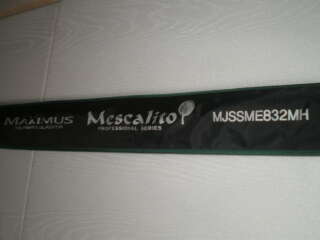 MAXIMUS
Mescalito
PROFESSIONAL SERIES
MJSSME832MH